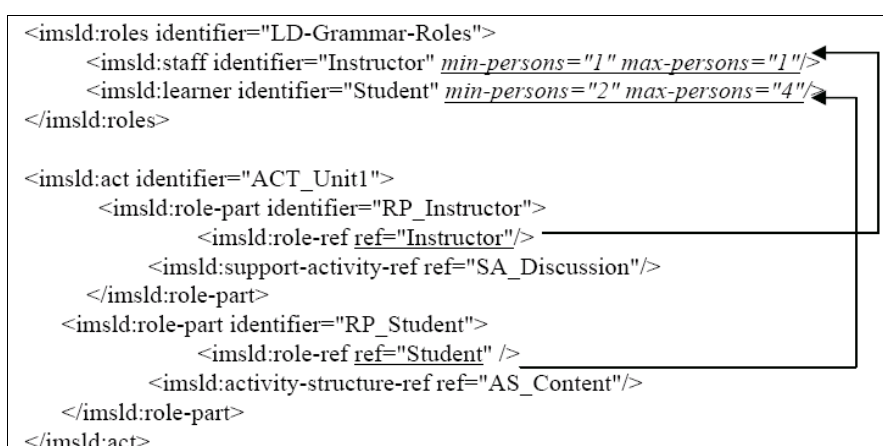 <imsld:roles identifier="LD-Grammar-Roles">
<imsld:staff identifier="Instructor" min-persons="1" max-persons="1"/>
<imsld:learner identifier="Student" min-persons="2" max-persons="4"/>
</imsld:roles>
<imsld:act identifier="ACT_Unit1">
<imsld:role-part identifier="RP_Instructor">
<imsld:role-ref ref="Instructor"/>
<imsld:support-activity-ref ref="SA_Discussion"/>
</imsld:role-part>
<imsld:role-part identifier="RP_Student">
<imsld:role-ref ref="Student" />
<imsld:activity-structure-ref ref="AS_Content"/>
</imsld:role-part>
</imsld:act>